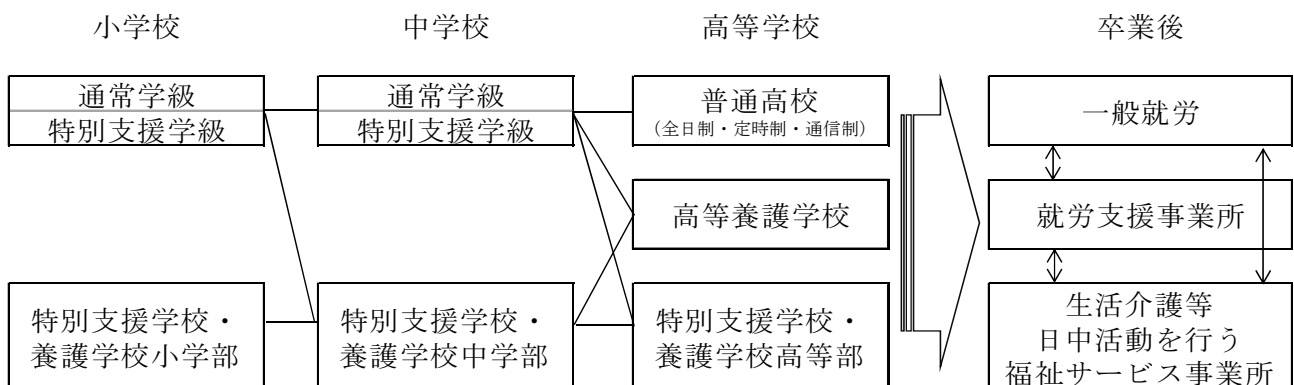 小学校
中学校
高等学校
卒業後
通常学級
特別支援学級
通常学級
特別支援学級
普通高校
（全日制・定時制・通信制）
一般就労
高等養護学校
就労支援事業所
特別支援学校・
養護学校小学部
特別支援学校・
養護学校中学部
特別支援学校・
養護学校高等部
生活介護等
日中活動を行う
福祉サービス事業所